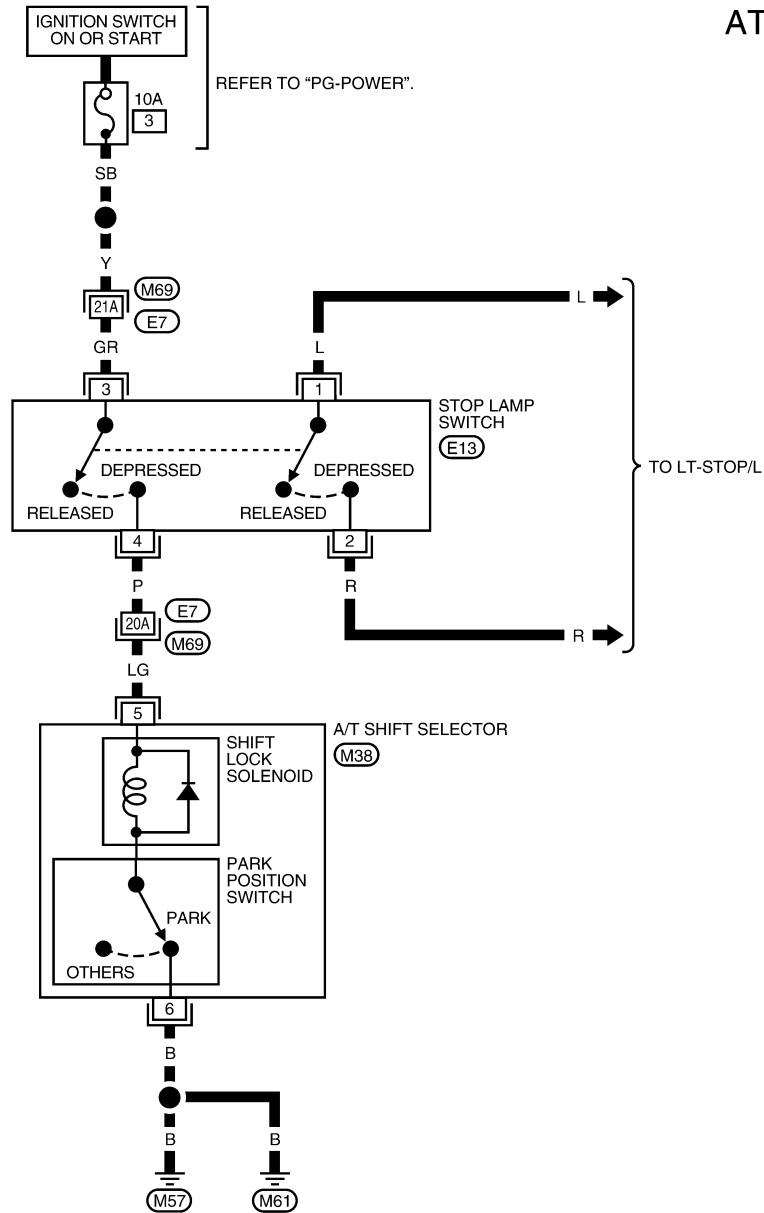 AT
IGNITION SWITCH
ON OR START
REFER TO “PG-POWER”.
10A
3
SB
Y
M69
21A
E7
GR
L
L
3
1
STOP LAMP
SWITCH
E13
DEPRESSED
DEPRESSED
RELEASED
RELEASED
TO LT-STOP/L
4
2
P
R
E7
20A
M69
R
LG
5
A/T SHIFT SELECTOR
M38
SHIFT
LOCK
SOLENOID
PARK
POSITION
SWITCH
PARK
OTHERS
6
B
B
B
M57
M61